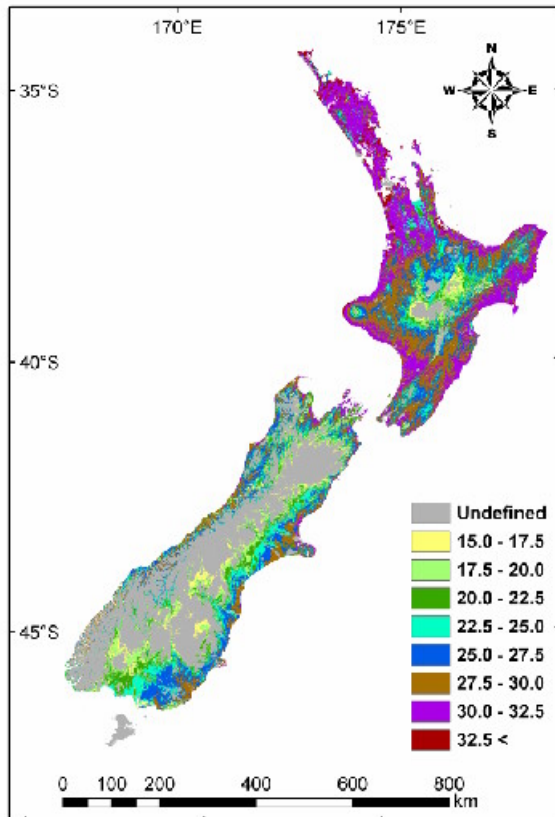 170°E 175°E
35°S
N
W E
S
40°S
45°S
Undefined
15.0 - 17.5
17.5 - 20.0
20.0 - 22.5
22.5 - 25.0
25.0 - 27.5
27.5 - 30.0
30.0 - 32.5
32.5 <
0 100 200 400 600 800
km